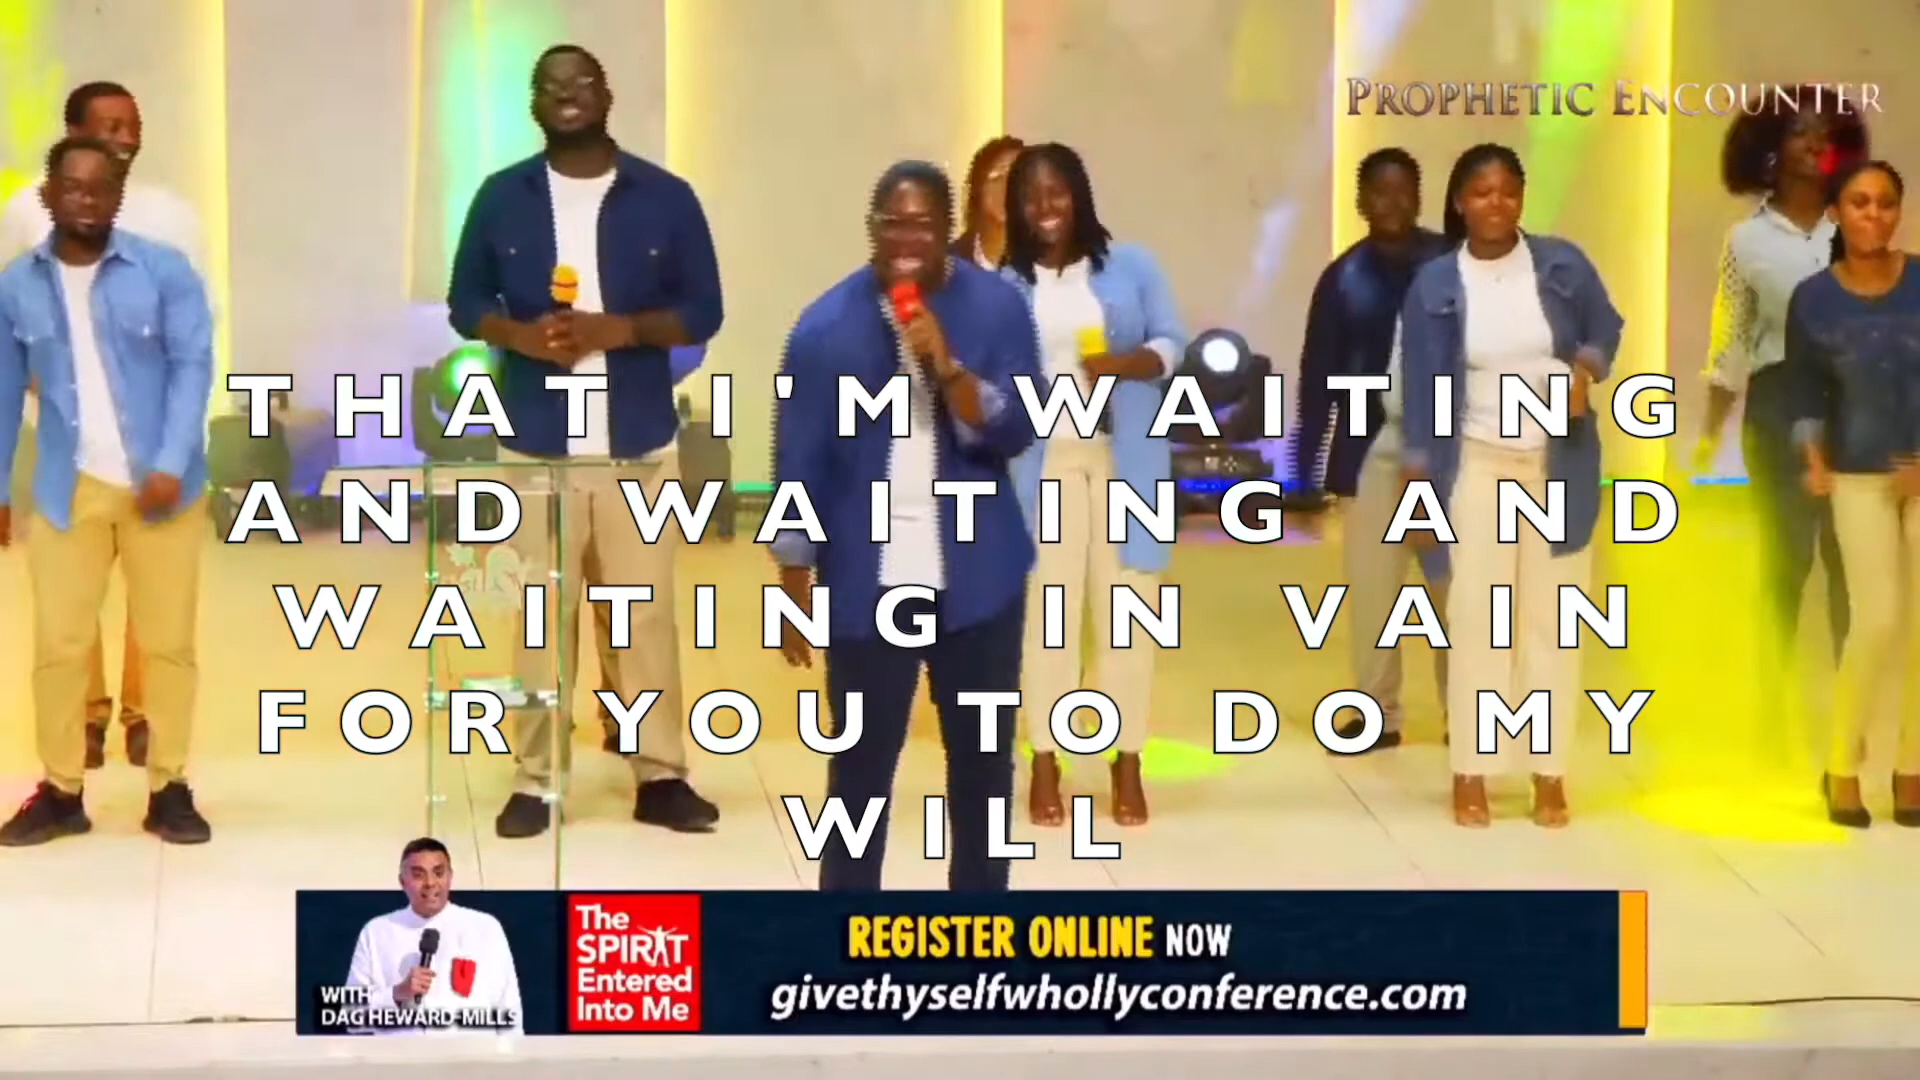 PROPHETIC ENCOUNTER
THAT I'M WAITING
AND WAITING AND
WAITING IN VAIN
FOR YOU TO DO MY
WILL
WITH
DAG HEWARD-MILLS
The
SPIRIT
Entered
Into Me
REGISTER ONLINE NOW
givethyselfwhollyconference.com